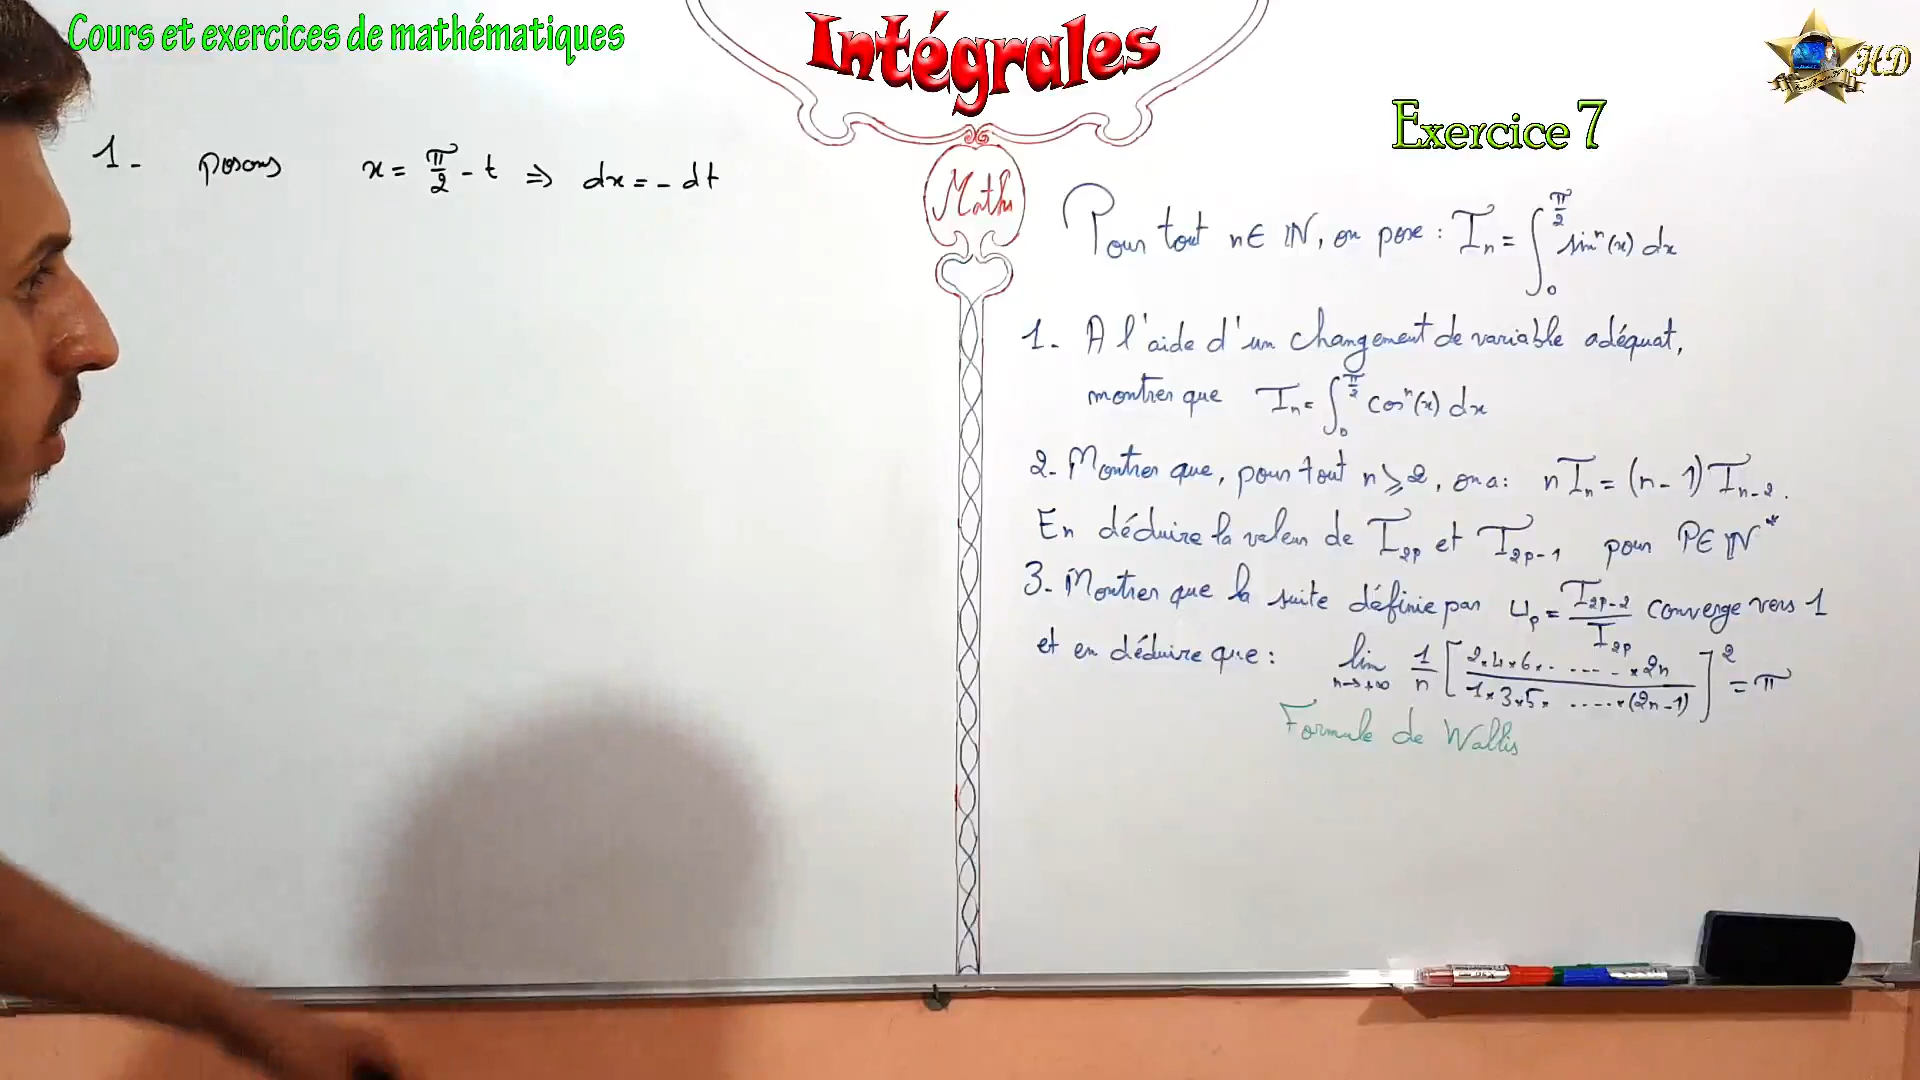 Cours et exercices de mathématiques
Intégrales
HD
Exercice 7
1- posons x = π/2 - t ⇒ dx = - dt
Maths
Pour tout n ∈ ℕ, on pose : Iₙ = ∫₀^(π/2) sinⁿ(x) dx
1. A l'aide d'un changement de variable adéquat,
montrer que Iₙ = ∫₀^(π/2) cosⁿ(x) dx
2. Montrer que, pour tout n ⩾ 2, on a : n Iₙ = (n - 1) Iₙ₋₂.
En déduire la valeur de I₂ₚ et I₂ₚ₋₁ pour P ∈ ℕ*
3. Montrer que la suite définie par uₚ = I₂ₚ₋₂ / I₂ₚ converge vers 1
et en déduire que : lim n→+∞ 1/n [ 2×4×6×.....×2n / 1×3×5×.....×(2n-1) ]² = π
Formule de Wallis